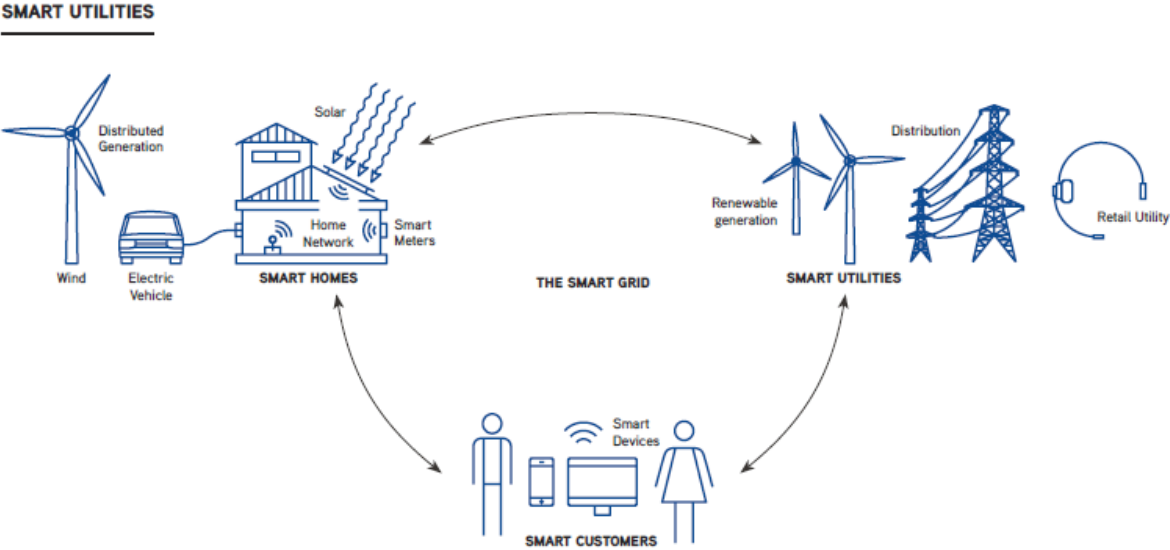 SMART UTILITIES
Solar
Distributed
Generation
Home
Network
Smart
Meters
Wind
Electric
Vehicle
SMART HOMES
THE SMART GRID
Distribution
Renewable
generation
Retail Utility
SMART UTILITIES
Smart
Devices
SMART CUSTOMERS